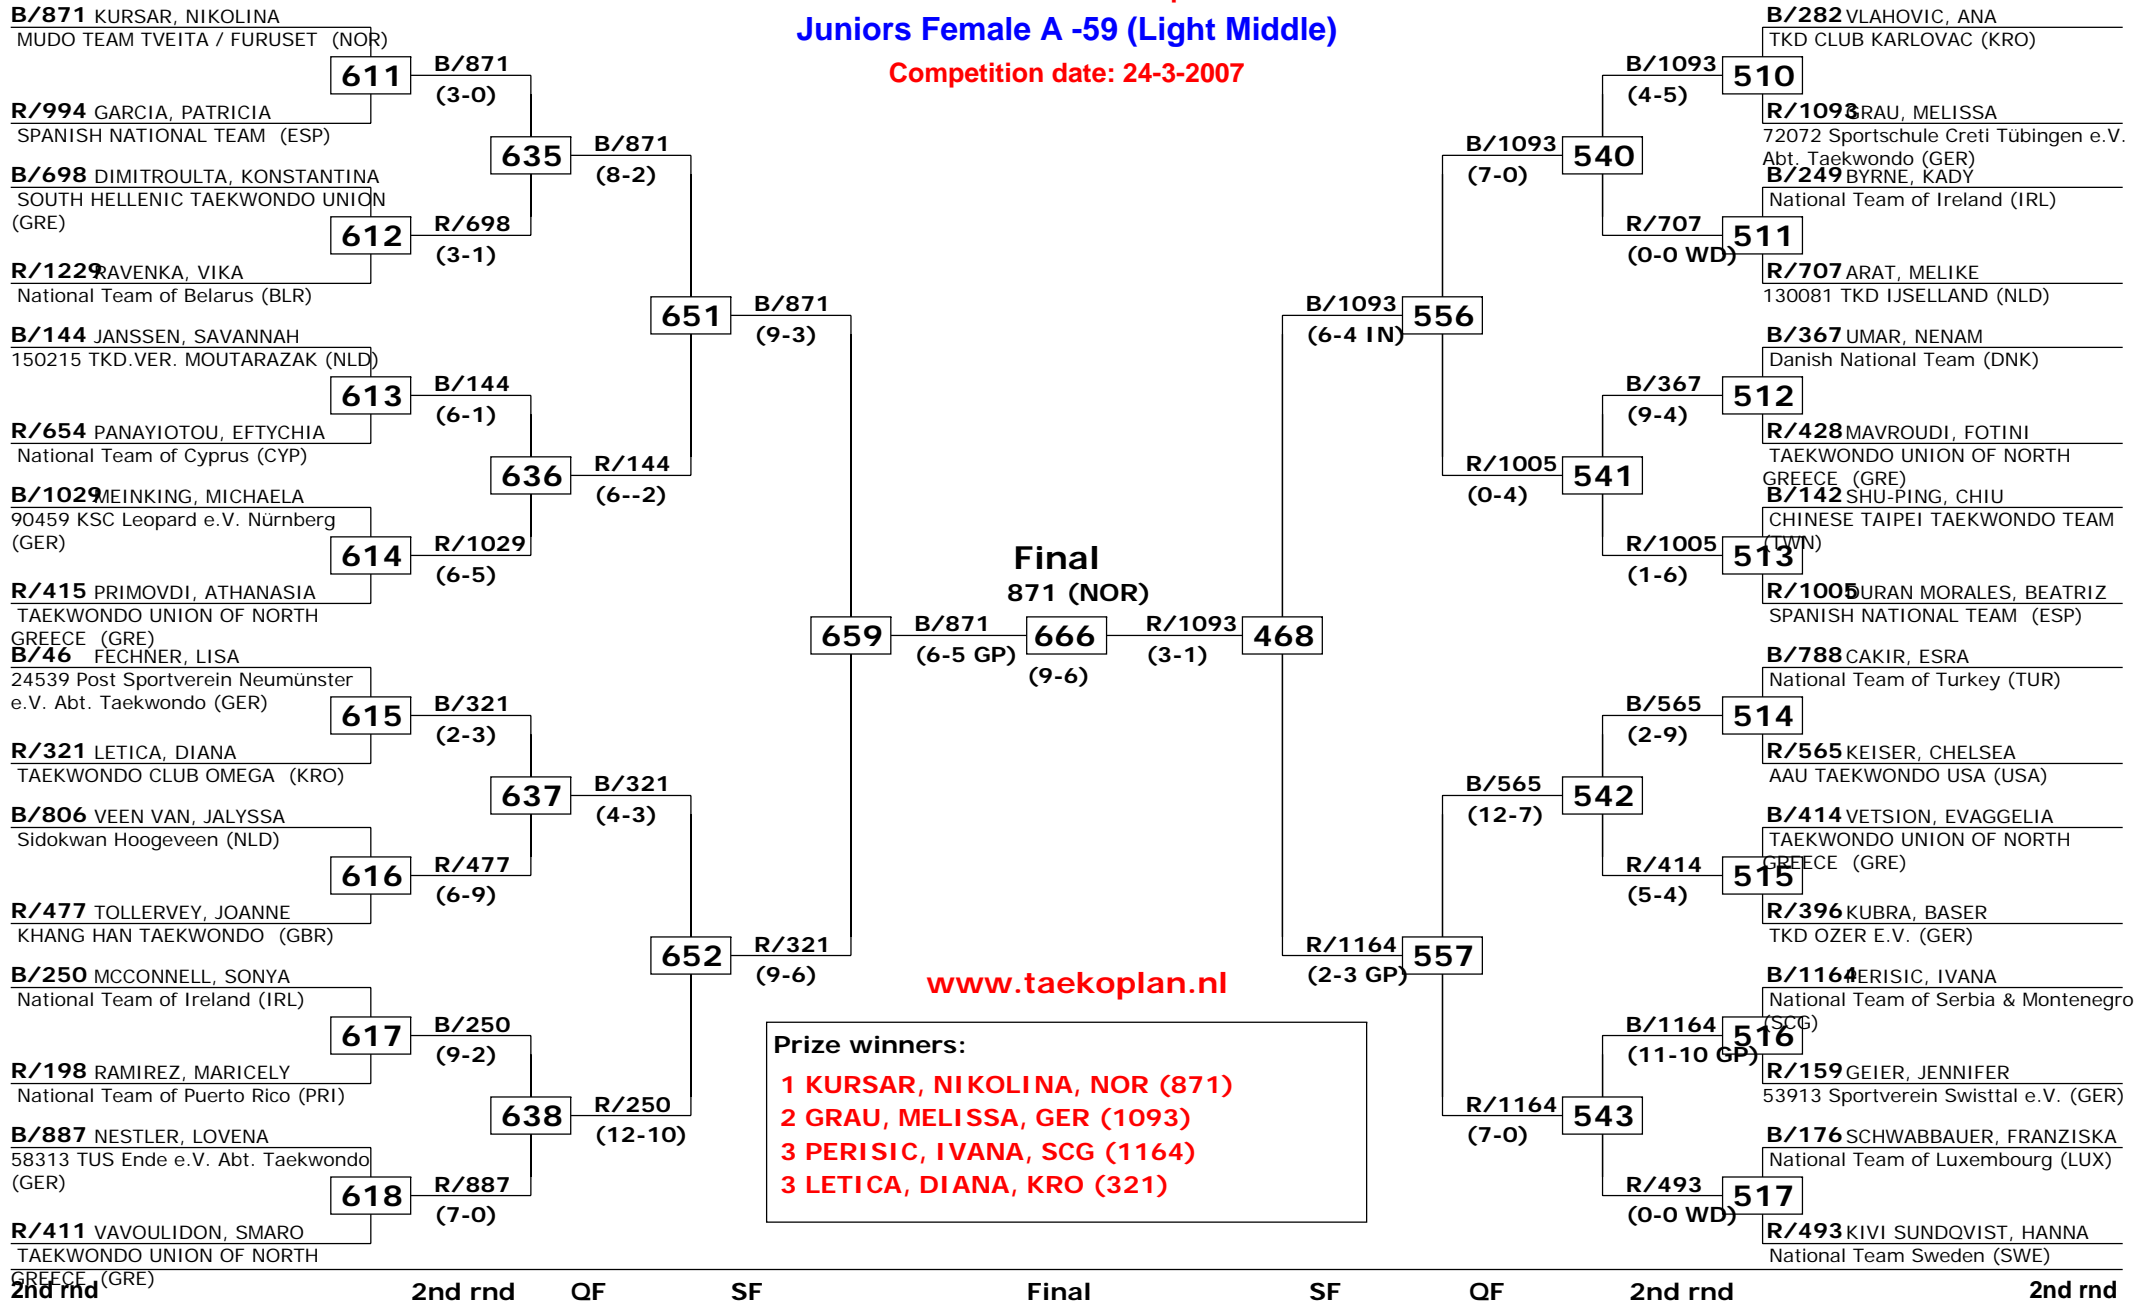 Juniors Female A -59 (Light Middle)
Competition date: 24-3-2007
B/871 KURSAR, NIKOLINA
MUDO TEAM TVEITA / FURUSET (NOR)
611
R/994 GARCIA, PATRICIA
SPANISH NATIONAL TEAM (ESP)
B/698 DIMITROULTA, KONSTANTINA
SOUTH HELLENIC TAEKWONDO UNION
(GRE)
612
R/1229 RAVENKA, VIKA
National Team of Belarus (BLR)
B/144 JANSSEN, SAVANNAH
150215 TKD.VER. MOUTARAZAK (NLD)
613
R/654 PANAYIOTOU, EFTYCHIA
National Team of Cyprus (CYP)
B/1029 MEINKING, MICHAELA
90459 KSC Leopard e.V. Nürnberg
(GER)
614
R/415 PRIMOVDI, ATHANASIA
TAEKWONDO UNION OF NORTH
GREECE (GRE)
B/46 FECHNER, LISA
24539 Post Sportverein Neumünster
e.V. Abt. Taekwondo (GER)
615
R/321 LETICA, DIANA
TAEKWONDO CLUB OMEGA (KRO)
B/806 VEEN VAN, JALYSSA
Sidokwan Hoogeveen (NLD)
616
R/477 TOLLERVEY, JOANNE
KHANG HAN TAEKWONDO (GBR)
B/250 MCCONNELL, SONYA
National Team of Ireland (IRL)
617
R/198 RAMIREZ, MARICELY
National Team of Puerto Rico (PRI)
B/887 NESTLER, LOVENA
58313 TUS Ende e.V. Abt. Taekwondo
(GER)
618
R/411 VAVOULIDON, SMARO
TAEKWONDO UNION OF NORTH
GREECE (GRE)
B/871
(3-0)
635
R/698
(3-1)
B/144
(6-1)
636
R/1029
(6-5)
B/321
(2-3)
637
R/477
(6-9)
B/250
(9-2)
638
R/887
(7-0)
B/871
(8-2)
651
R/144
(6--2)
B/321
(4-3)
652
R/250
(12-10)
B/871
(9-3)
659
R/321
(9-6)
Final
871 (NOR)
B/871
(6-5 GP)
666
(9-6)
R/1093
(3-1)
468
B/1093
(6-4 IN)
556
R/1164
(2-3 GP)
557
B/1093
(7-0)
540
R/1005
(0-4)
541
B/565
(12-7)
542
R/1164
(7-0)
543
B/1093
(4-5)
510
R/707
(0-0 WD)
511
B/367
(9-4)
512
R/1005
(1-6)
513
B/565
(2-9)
514
R/414
(5-4)
515
B/1164
(11-10 GP)
516
R/493
(0-0 WD)
517
B/282 VLAHOVIC, ANA
TKD CLUB KARLOVAC (KRO)
R/1093 GRAU, MELISSA
72072 Sportschule Creti Tübingen e.V.
Abt. Taekwondo (GER)
B/249 BYRNE, KADY
National Team of Ireland (IRL)
R/707 ARAT, MELIKE
130081 TKD IJSELLAND (NLD)
B/367 UMAR, NENAM
Danish National Team (DNK)
R/428 MAVROUDI, FOTINI
TAEKWONDO UNION OF NORTH
GREECE (GRE)
B/142 SHU-PING, CHIU
CHINESE TAIPEI TAEKWONDO TEAM
(TWN)
R/1005 DURAN MORALES, BEATRIZ
SPANISH NATIONAL TEAM (ESP)
B/788 CAKIR, ESRA
National Team of Turkey (TUR)
R/565 KEISER, CHELSEA
AAU TAEKWONDO USA (USA)
B/414 VETSION, EVAGGELIA
TAEKWONDO UNION OF NORTH
GREECE (GRE)
R/396 KUBRA, BASER
TKD OZER E.V. (GER)
B/1164 PERISIC, IVANA
National Team of Serbia & Montenegro
(SCG)
R/159 GEIER, JENNIFER
53913 Sportverein Swisttal e.V. (GER)
B/176 SCHWABBAUER, FRANZISKA
National Team of Luxembourg (LUX)
R/493 KIVI SUNDQVIST, HANNA
National Team Sweden (SWE)
www.taekoplan.nl
Prize winners:
1 KURSAR, NIKOLINA, NOR (871)
2 GRAU, MELISSA, GER (1093)
3 PERISIC, IVANA, SCG (1164)
3 LETICA, DIANA, KRO (321)
2nd rnd 2nd rnd QF SF Final SF QF 2nd rnd 2nd rnd